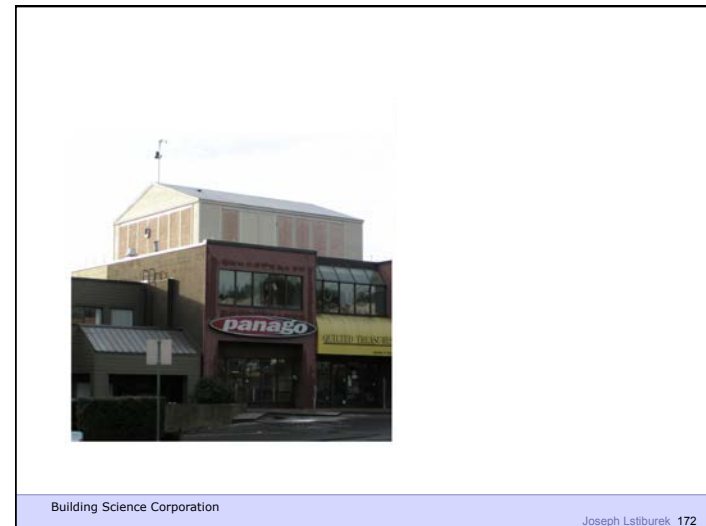 panago
QUILTED TREASURES
Building Science Corporation
Joseph Lstiburek 172